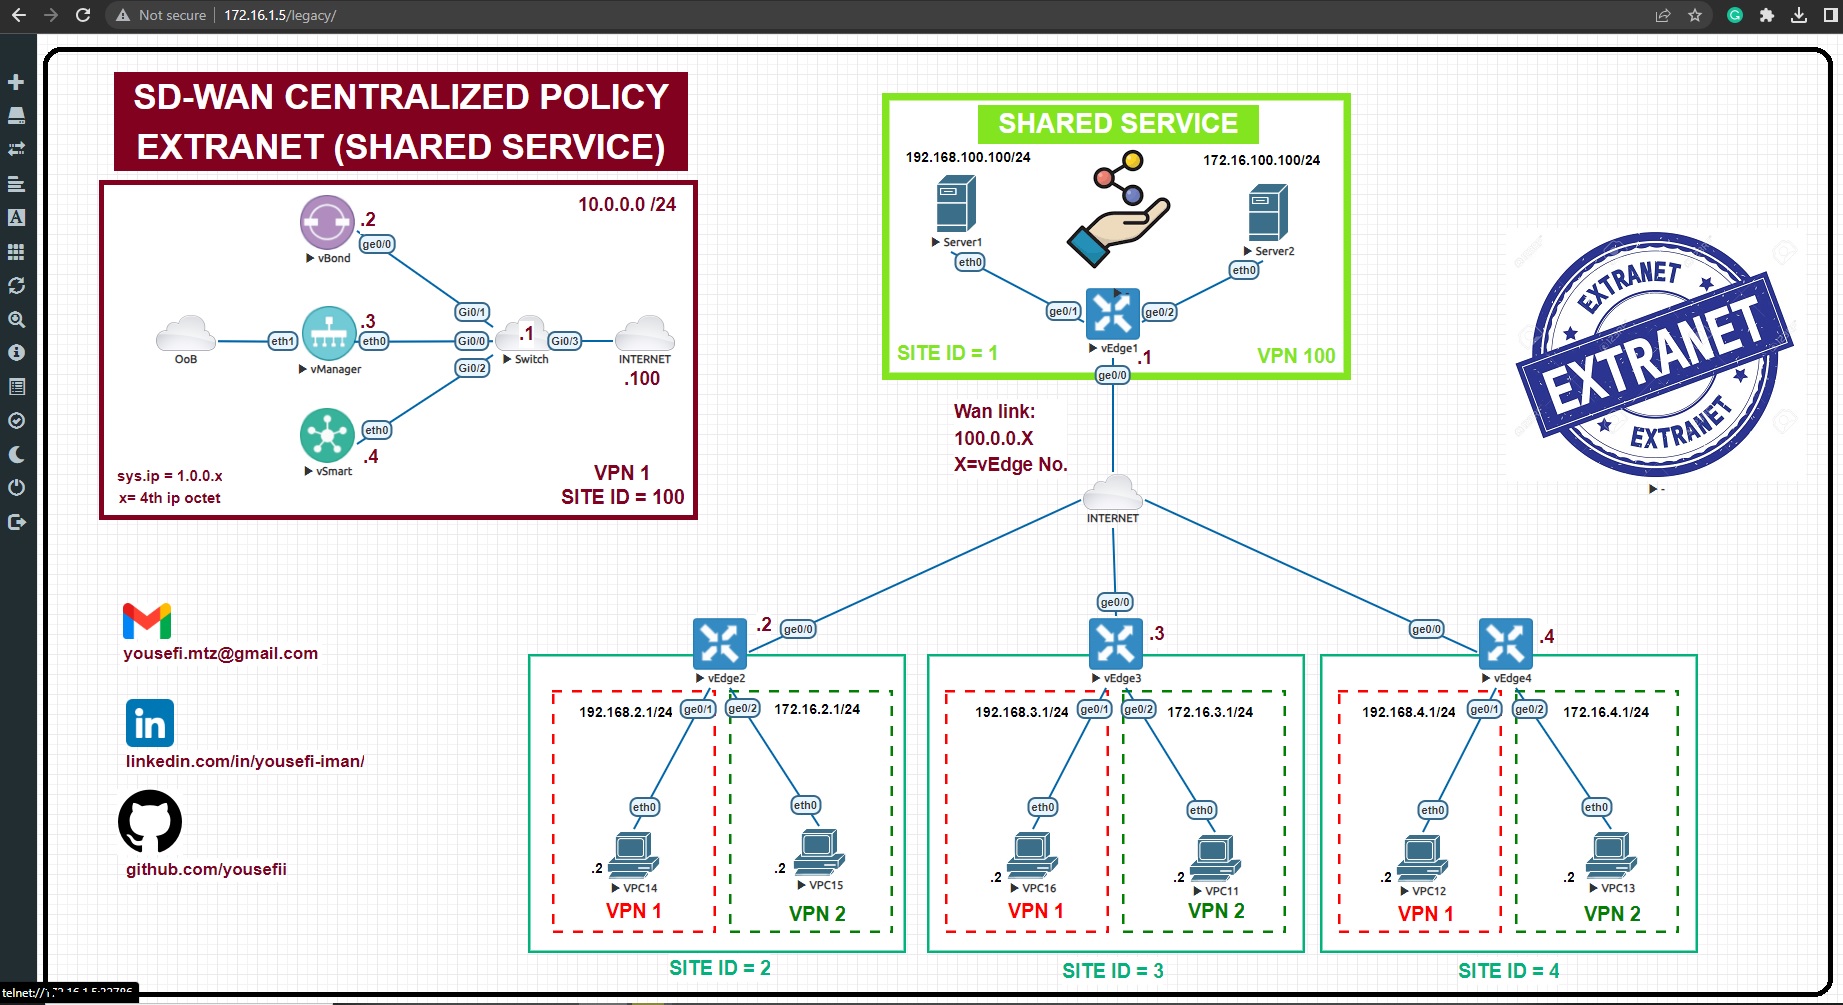 Not secure
172.16.1.5/legacy/
SD-WAN CENTRALIZED POLICY
EXTRANET (SHARED SERVICE)
10.0.0.0 /24
.2
ge0/0
vBond
Gi0/1
.3
.1
OoB
eth1
eth0
Gi0/0
Gi0/3
vManager
Switch
INTERNET
.100
Gi0/2
eth0
.4
vSmart
sys.ip = 1.0.0.x
x= 4th ip octet
VPN 1
SITE ID = 100
SHARED SERVICE
192.168.100.100/24
172.16.100.100/24
Server1
Server2
eth0
eth0
ge0/1
ge0/2
vEdge1
.1
SITE ID = 1
VPN 100
ge0/0
Wan link:
100.0.0.X
X=vEdge No.
INTERNET
EXTRANET
EXTRANET
EXTRANET
-
yousefi.mtz@gmail.com
in
linkedin.com/in/yousefi-iman/
github.com/yousefii
.2
ge0/0
vEdge2
192.168.2.1/24
ge0/1
ge0/2
172.16.2.1/24
eth0
eth0
.2
VPC14
.2
VPC15
VPN 1
VPN 2
SITE ID = 2
ge0/0
.3
vEdge3
192.168.3.1/24
ge0/1
ge0/2
172.16.3.1/24
eth0
eth0
.2
VPC16
.2
VPC11
VPN 1
VPN 2
SITE ID = 3
ge0/0
.4
vEdge4
192.168.4.1/24
ge0/1
ge0/2
172.16.4.1/24
eth0
eth0
.2
VPC12
.2
VPC13
VPN 1
VPN 2
SITE ID = 4